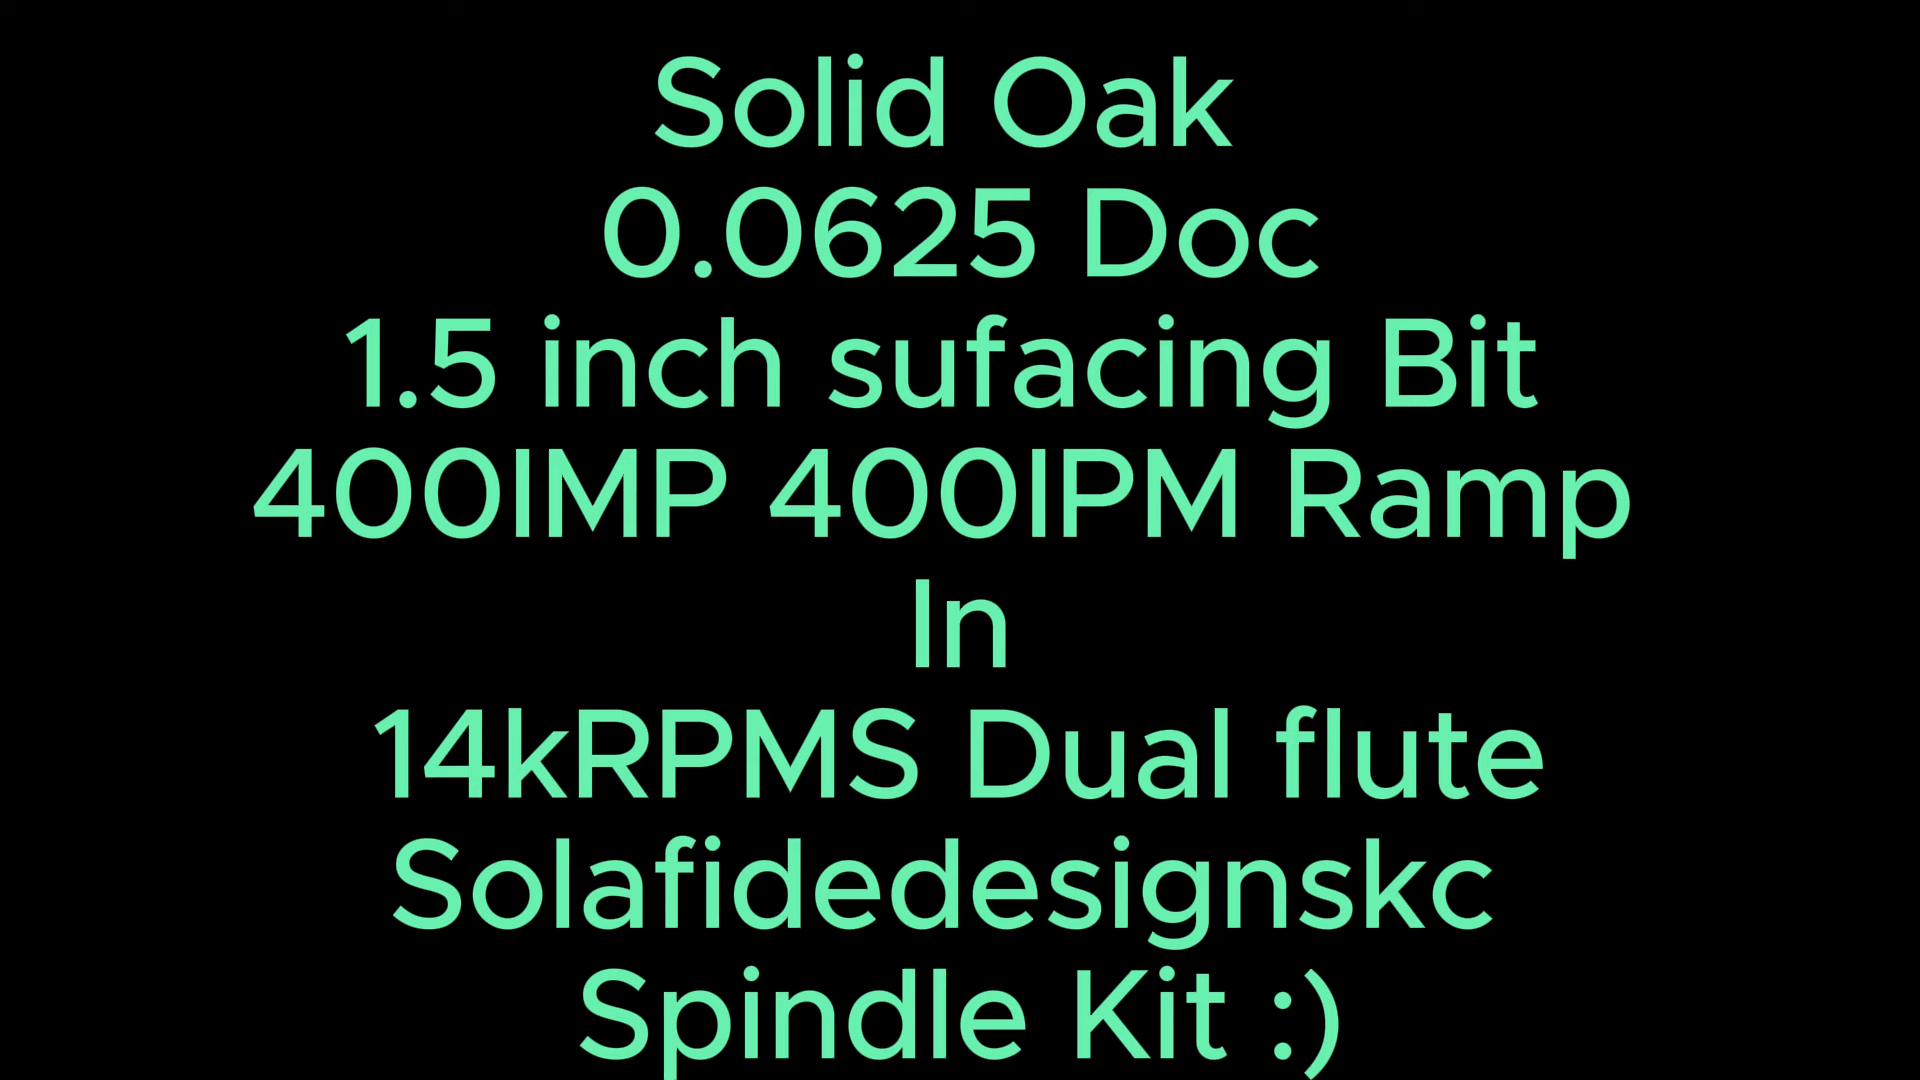 Solid Oak
0.0625 Doc
1.5 inch sufacing Bit
400IMP 400IPM Ramp
In
14kRPMS Dual flute
Solafidedesignskc
Spindle Kit :)